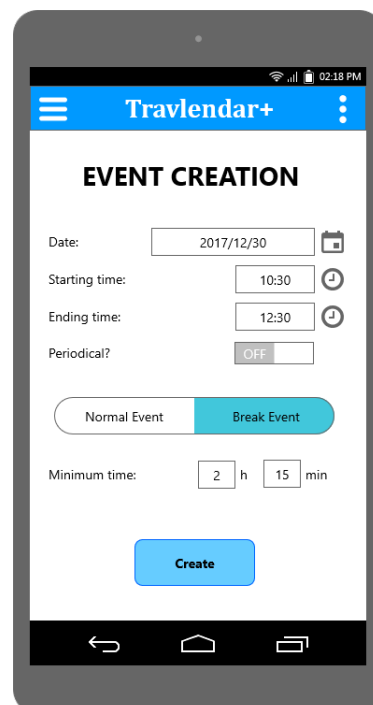 02:18 PM
Travlendar+
EVENT CREATION
Date: 2017/12/30
Starting time: 10:30
Ending time: 12:30
Periodical? OFF
Normal Event Break Event
Minimum time: 2 h 15 min
Create